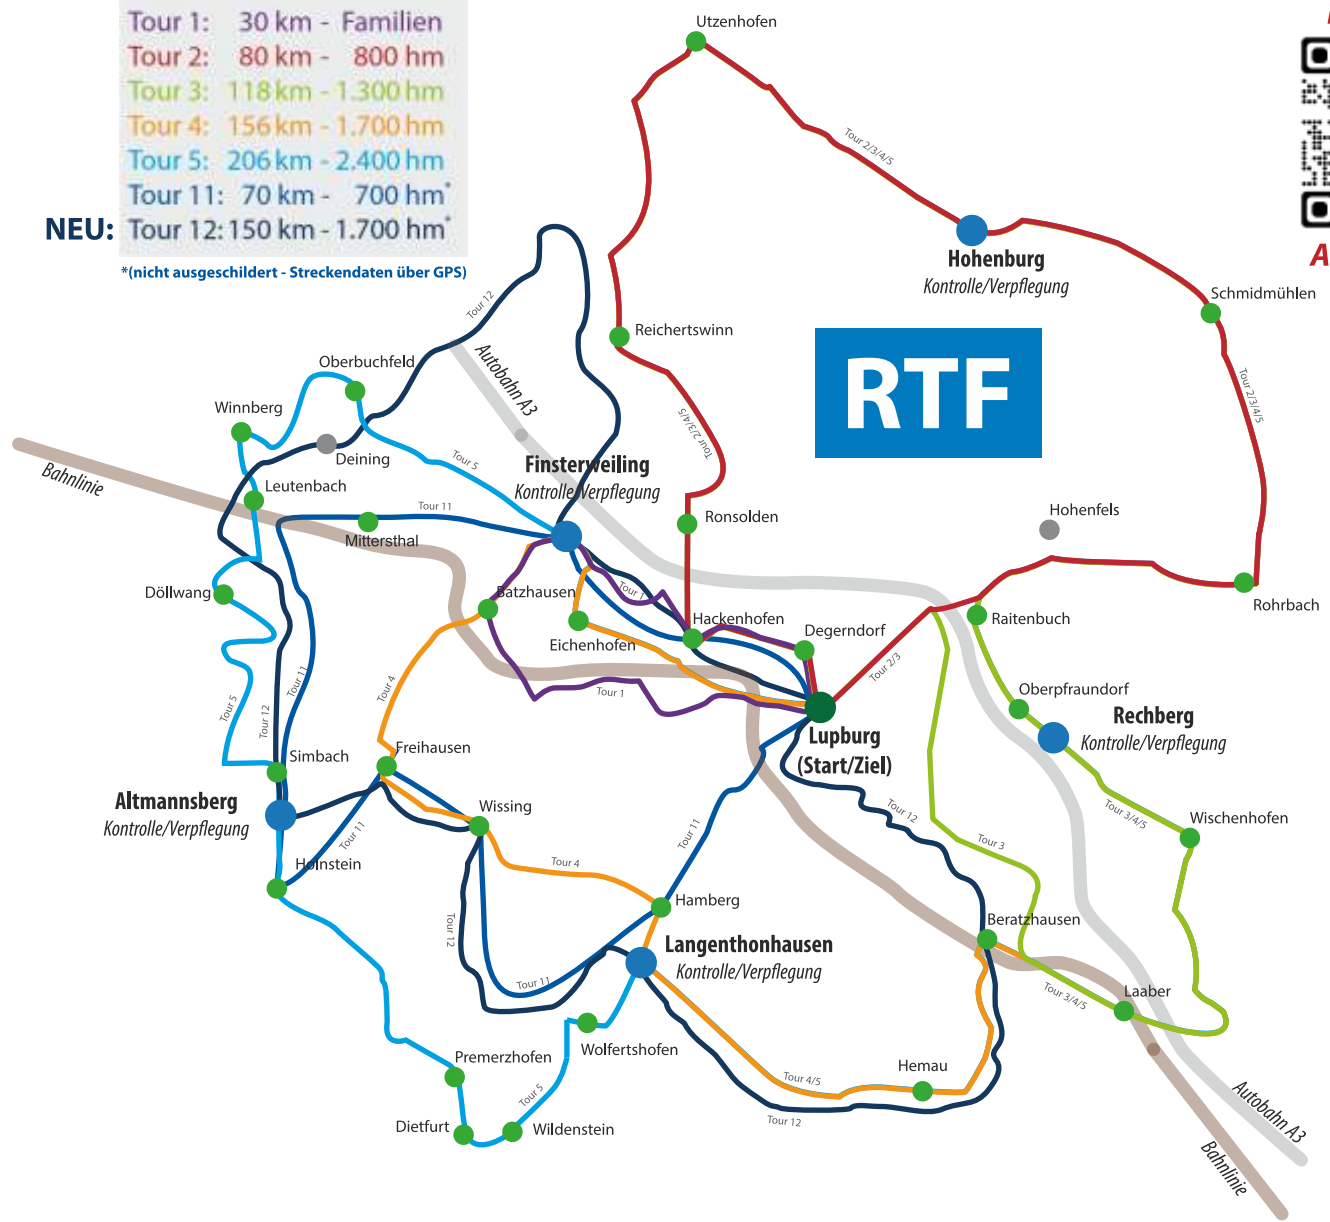 Tour 1: 30 km - Familien
Tour 2: 80 km - 800 hm
Tour 3: 118 km - 1.300 hm
Tour 4: 156 km - 1.700 hm
Tour 5: 206 km - 2.400 hm
Tour 11: 70 km - 700 hm*
NEU: Tour 12: 150 km - 1.700 hm*
*(nicht ausgeschildert - Streckendaten über GPS)
Utzenhofen
Tour 2/3/4/5
Hohenburg
Kontrolle/Verpflegung
A
Schmidmühlen
Tour 12
Reichertswinn
Autobahn A3
Oberbuchfeld
RTF
Tour 2/3/4/5
Winnberg
Tour 2/3/4/5
Deining
Tour 5
Finsterweiling
Kontrolle/Verpflegung
Bahnlinie
Leutenbach
Tour 11
Mittersthal
Ronsolden
Hohenfels
Döllwang
Batzhausen
Tour 1
Hackenhofen
Eichenhofen
Degerndorf
Raitenbuch
Rohrbach
Tour 2/3
Tour 11
Tour 4
Tour 1
Tour 5
Tour 12
Oberpfraundorf
Rechberg
Kontrolle/Verpflegung
Lupburg
(Start/Ziel)
Simbach
Freihausen
Altmannsberg
Kontrolle/Verpflegung
Wissing
Tour 11
Tour 11
Tour 12
Tour 3/4/5
Wischenhofen
Tour 3
Holnstein
Tour 4
Hamberg
Beratzhausen
Tour 12
Langenthonhausen
Kontrolle/Verpflegung
Tour 11
Tour 3/4/5
Laaber
Wolfertshofen
Premerzhofen
Hemau
Tour 4/5
Tour 5
Tour 12
Dietfurt
Wildenstein
Autobahn A3
Bahnlinie